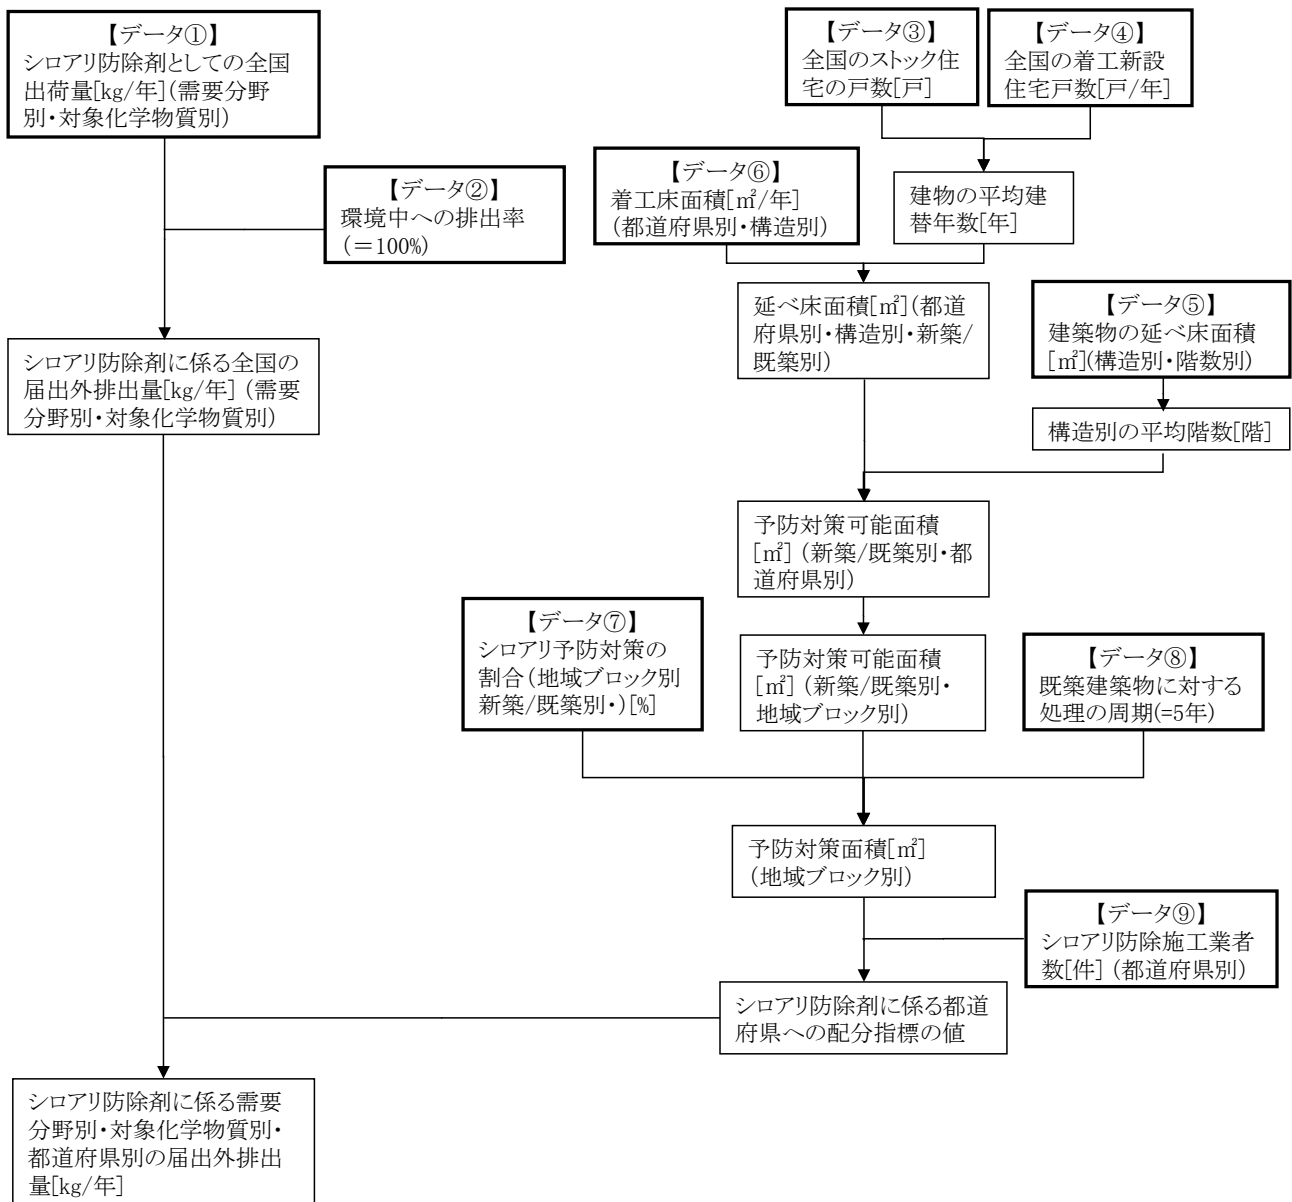 【データ①】
シロアリ防除剤としての全国
出荷量[kg/年](需要分野
別・対象化学物質別)
【データ③】
全国のストック住
宅の戸数[戸]
【データ④】
全国の着工新設
住宅戸数[戸/年]
【データ②】
環境中への排出率
(=100%)
【データ⑥】
着工床面積[㎡/年]
(都道府県別・構造別)
建物の平均建
替年数[年]
延べ床面積[㎡](都道
府県別・構造別・新築/
既築別)
【データ⑤】
建築物の延べ床面積
[㎡](構造別・階数別)
シロアリ防除剤に係る全国の
届出外排出量[kg/年] (需要
分野別・対象化学物質別)
構造別の平均階数[階]
予防対策可能面積
[㎡] (新築/既築別・都
道府県別)
【データ⑦】
シロアリ予防対策の
割合(地域ブロック別
新築/既築別・)[%]
予防対策可能面積
[㎡] (新築/既築別・
地域ブロック別)
【データ⑧】
既築建築物に対する
処理の周期(=5年)
予防対策面積[㎡]
(地域ブロック別)
【データ⑨】
シロアリ防除施工業者
数[件] (都道府県別)
シロアリ防除剤に係る都道
府県への配分指標の値
シロアリ防除剤に係る需要
分野別・対象化学物質別・
都道府県別の届出外排出
量[kg/年]